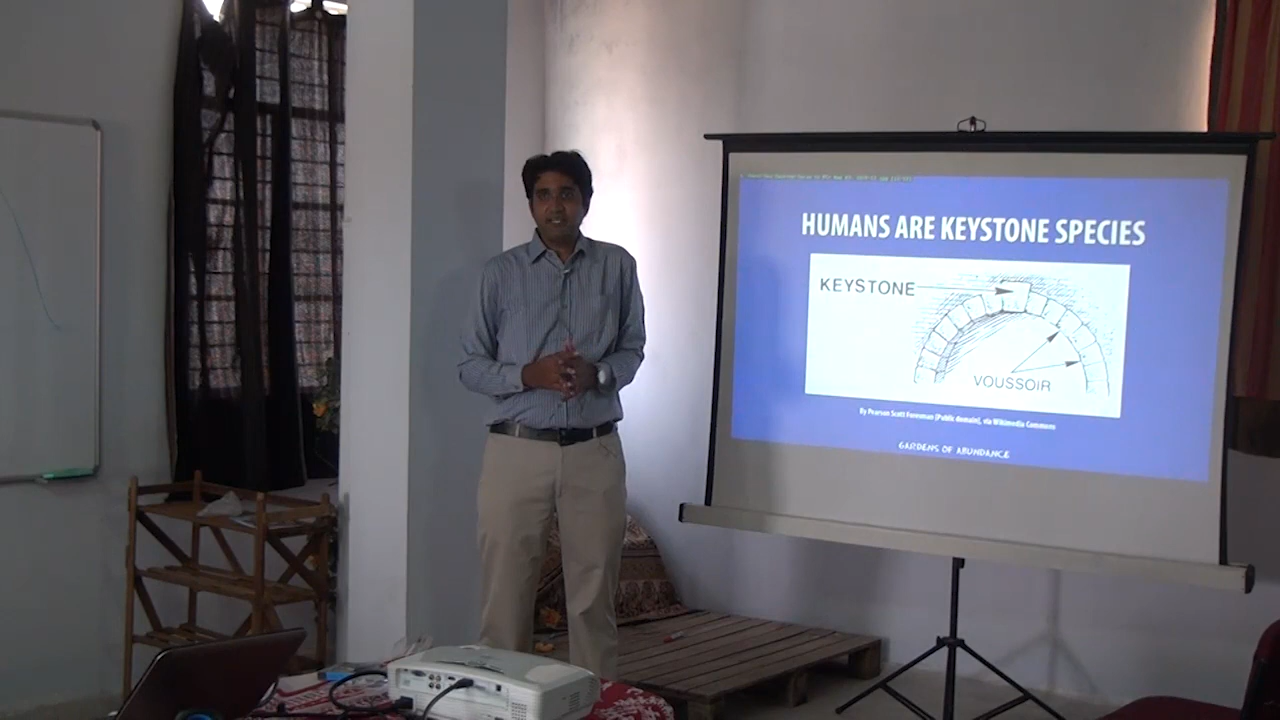 HUMANS ARE KEYSTONE SPECIES
KEYSTONE
VOUSSOIR
By Pearson Scott Foresman [Public domain], via Wikimedia Commons
GARDENS OF ABUNDANCE